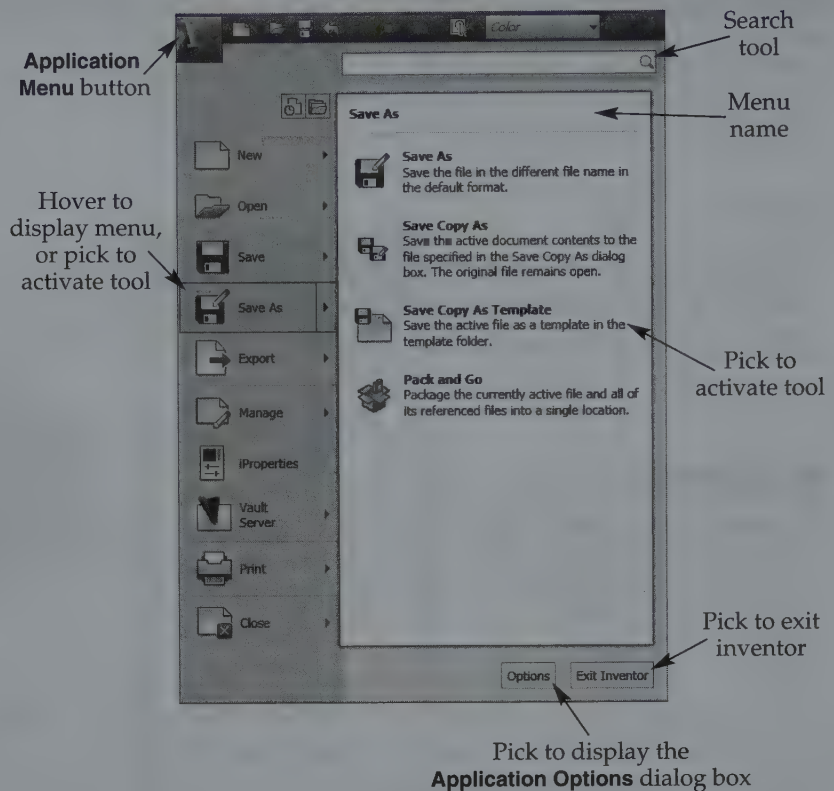 Color
Search
tool
Application
Menu button
Menu
name
Save As
New
Save As
Save the file in the different file name in
the default format.
Hover to
display menu,
or pick to
activate tool
Open
Save Copy As
Save the active document contents to the
file specified in the Save Copy As dialog
box. The original file remains open.
Save
Save As
Save Copy As Template
Save the active file as a template in the
template folder.
Pick to
activate tool
Export
Pack and Go
Package the currently active file and all of
its referenced files into a single location.
Manage
iProperties
Vault
Server
Print
Close
Pick to exit
inventor
Options
Exit Inventor
Pick to display the
Application Options dialog box